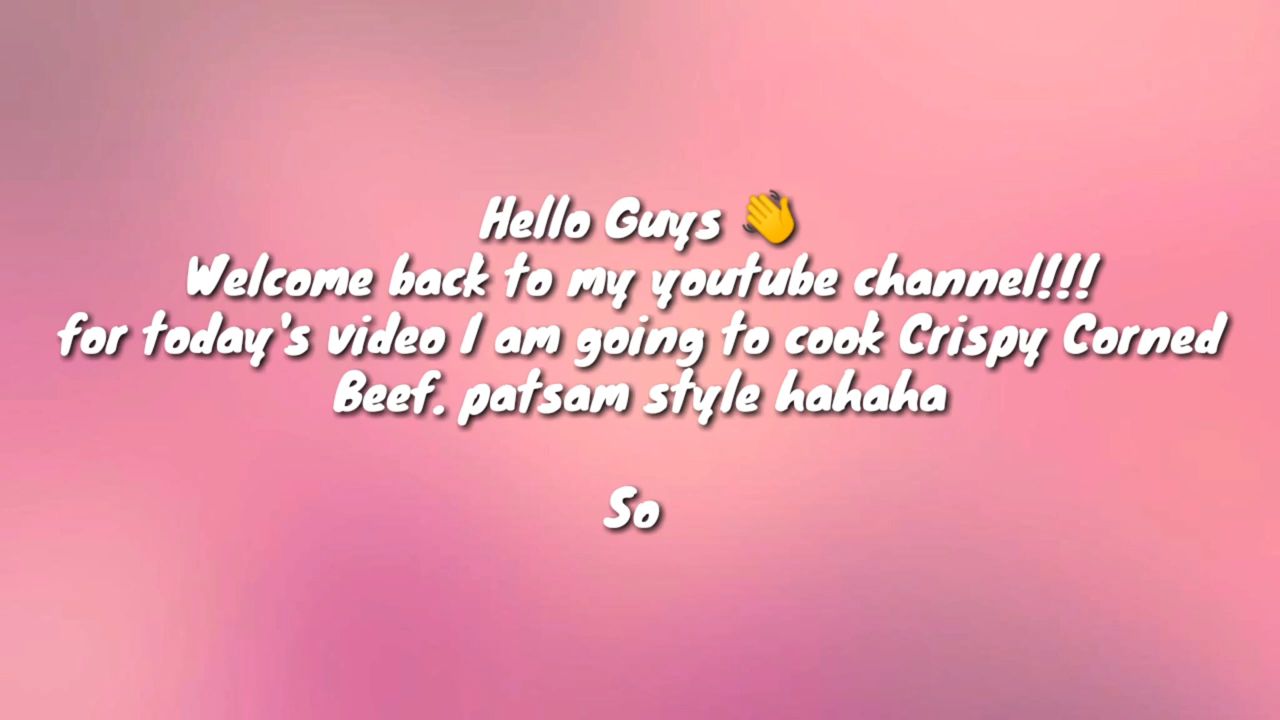 Hello Guys 👋
Welcome back to my youtube channel!!!!
for today's video I am going to cook Crispy Corned
Beef. patsam style hahaha
So